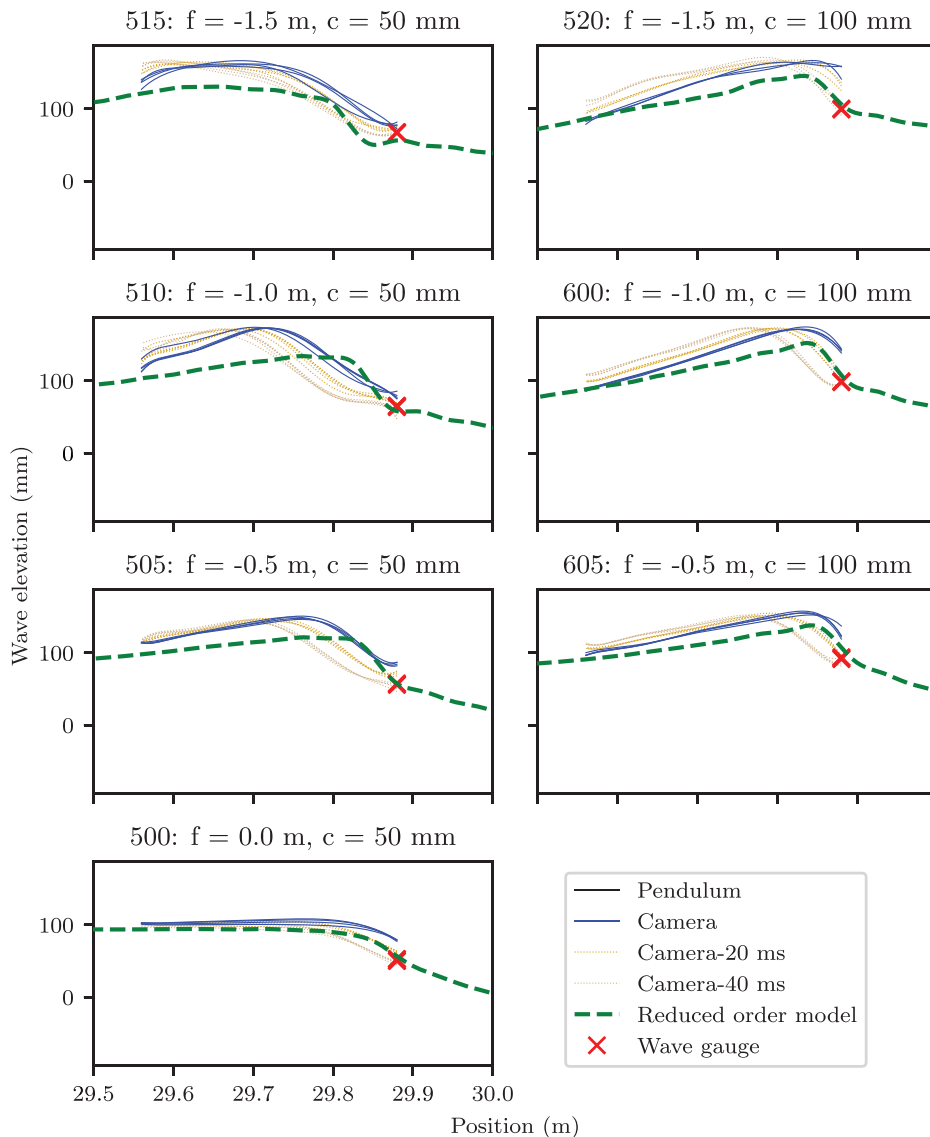 515: f = -1.5 m, c = 50 mm
520: f = -1.5 m, c = 100 mm
100
0
510: f = -1.0 m, c = 50 mm
600: f = -1.0 m, c = 100 mm
100
0
505: f = -0.5 m, c = 50 mm
605: f = -0.5 m, c = 100 mm
100
0
500: f = 0.0 m, c = 50 mm
100
0
29.5 29.6 29.7 29.8 29.9 30.0
Wave elevation (mm)
Position (m)
Pendulum
Camera
Camera-20 ms
Camera-40 ms
Reduced order model
Wave gauge